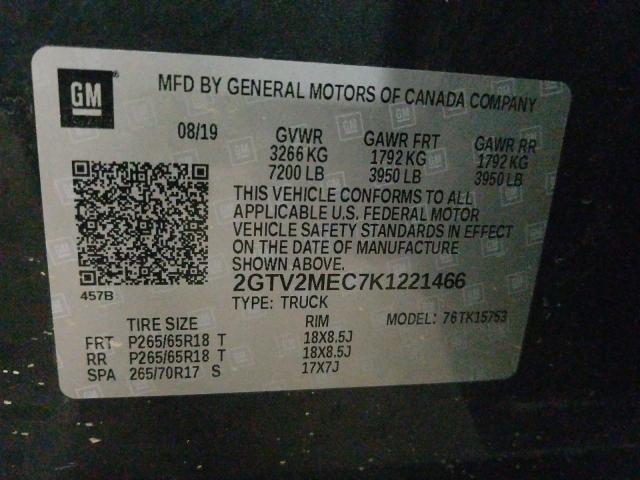 GM
MFD BY GENERAL MOTORS OF CANADA COMPANY
08/19 GVWR GAWR FRT GAWR RR
3266 KG 1792 KG 1792 KG
7200 LB 3950 LB 3950 LB
THIS VEHICLE CONFORMS TO ALL
APPLICABLE U.S. FEDERAL MOTOR
VEHICLE SAFETY STANDARDS IN EFFECT
ON THE DATE OF MANUFACTURE
SHOWN ABOVE.
457B 2GTV2MEC7K1221466
TYPE: TRUCK
TIRE SIZE RIM MODEL: 76TK15753
FRT P265/65R18 T 18X8.5J
RR P265/65R18 T 18X8.5J
SPA 265/70R17 S 17X7J